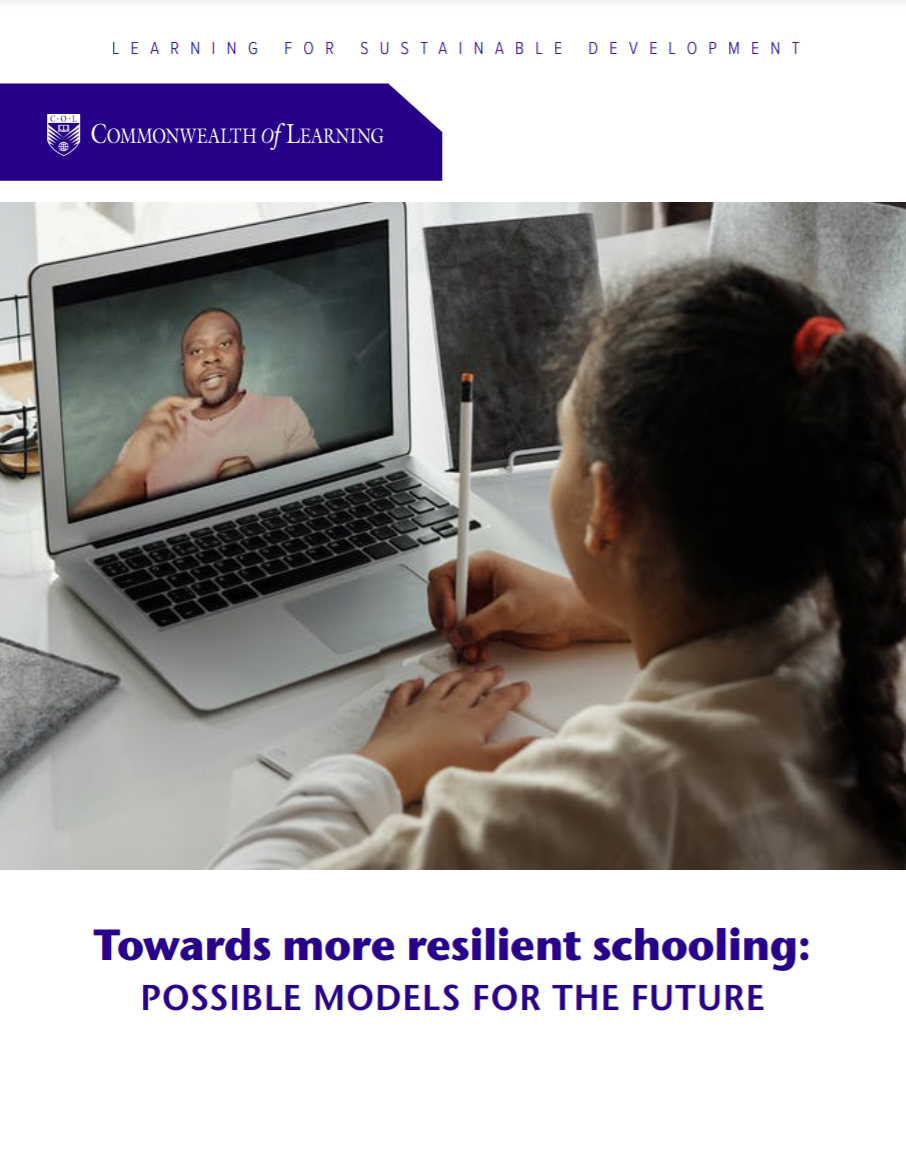 LEARNING FOR SUSTAINABLE DEVELOPMENT
C·O·L
COMMONWEALTH of LEARNING
Towards more resilient schooling:
POSSIBLE MODELS FOR THE FUTURE